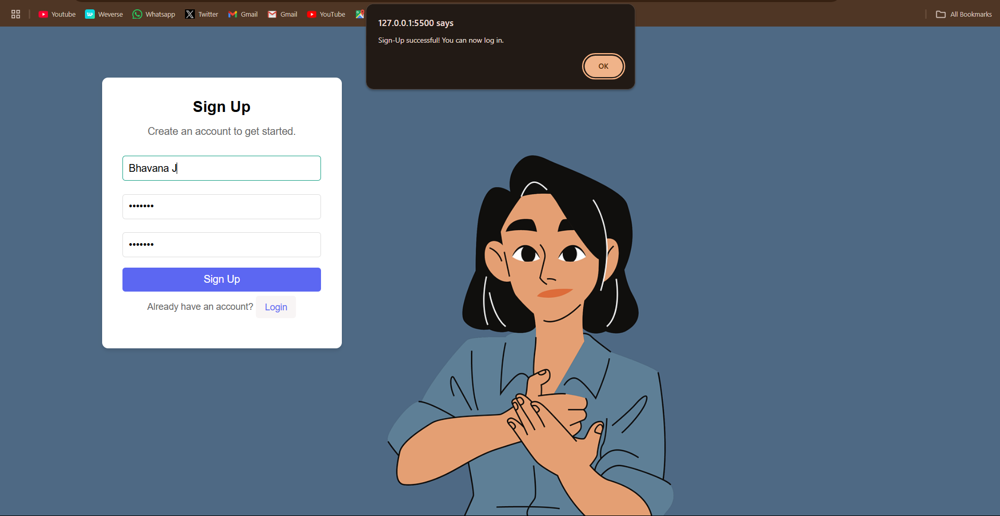 Youtube Weverse Whatsapp Twitter Gmail Gmail YouTube All Bookmarks
127.0.0.1:5500 says
Sign-Up successful! You can now log in.
OK
Sign Up
Create an account to get started.
Bhavana J
•••••••
•••••••
Sign Up
Already have an account? Login